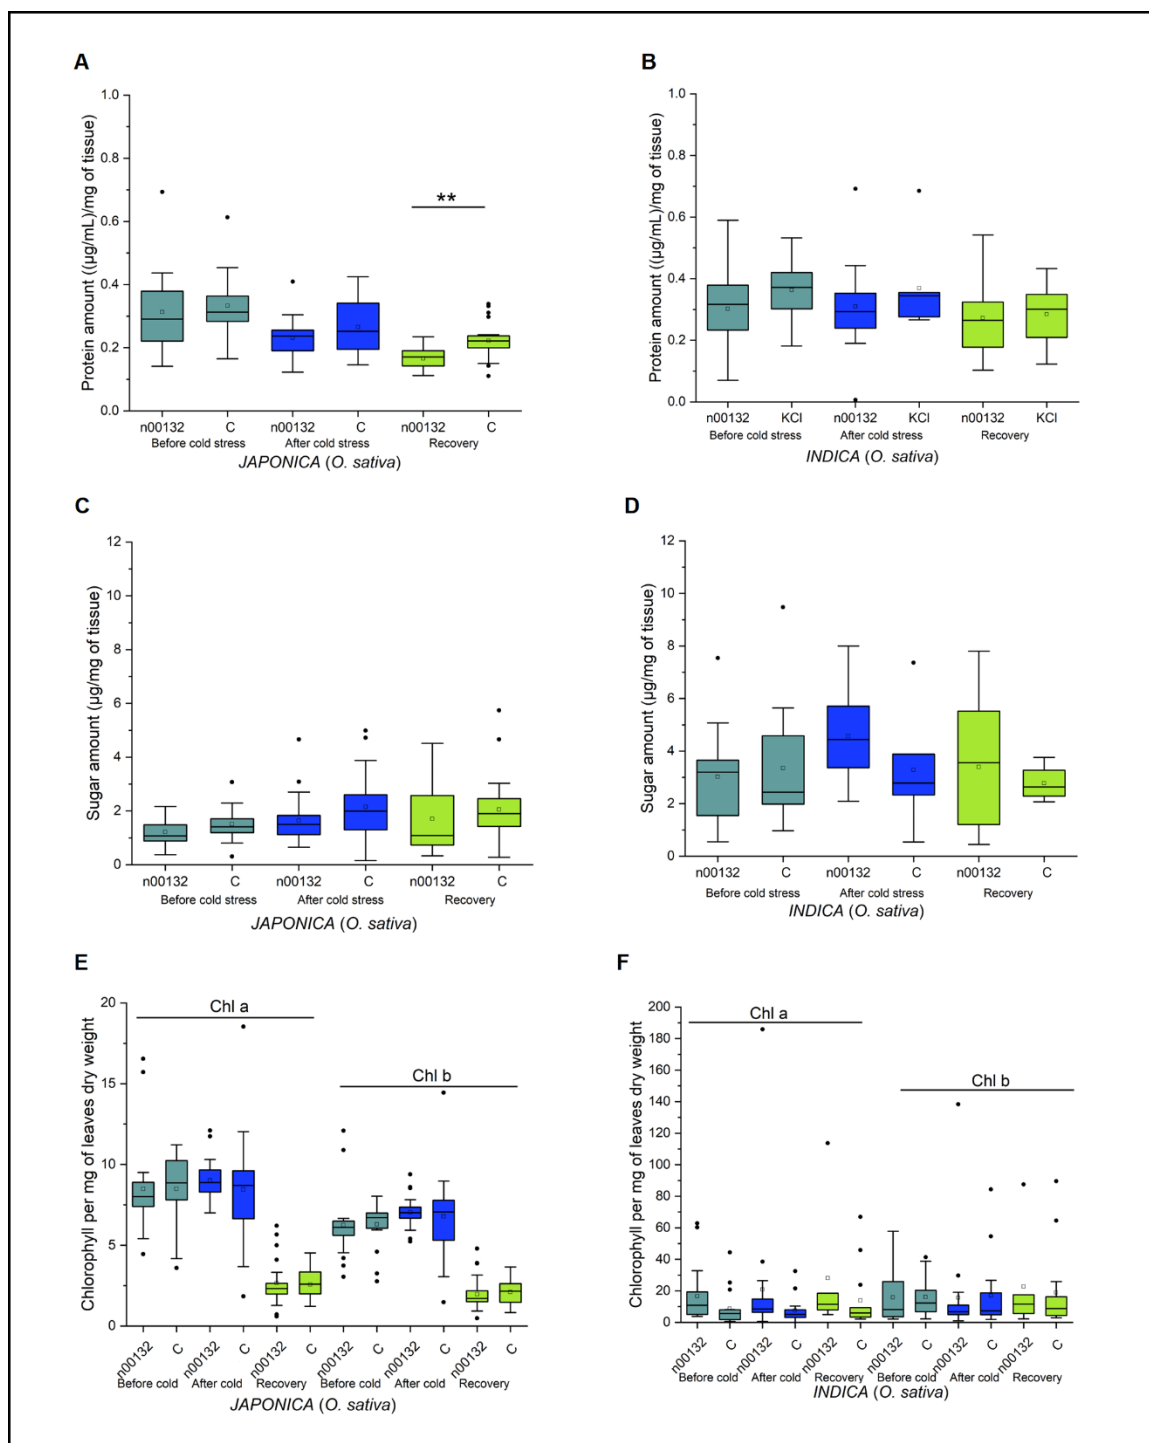 A
Protein amount ((µg/mL)/mg of tissue)
1.0
0.8
0.6
0.4
0.2
0.0
**
n00132 C n00132 C n00132 C
Before cold stress After cold stress Recovery
JAPONICA (O. sativa)
B
Protein amount ((µg/mL)/mg of tissue)
1.0
0.8
0.6
0.4
0.2
0.0
n00132 KCl n00132 KCl n00132 KCl
Before cold stress After cold stress Recovery
INDICA (O. sativa)
C
Sugar amount (µg/mg of tissue)
12
10
8
6
4
2
0
n00132 C n00132 C n00132 C
Before cold stress After cold stress Recovery
JAPONICA (O. sativa)
D
Sugar amount (µg/mg of tissue)
12
10
8
6
4
2
0
n00132 C n00132 C n00132 C
Before cold stress After cold stress Recovery
INDICA (O. sativa)
E
Chlorophyll per mg of leaves dry weight
20
15
10
5
0
Chl a
Chl b
n00132 C n00132 C n00132 C n00132 C n00132 C n00132 C
Before cold After cold Recovery Before cold After cold Recovery
JAPONICA (O. sativa)
F
Chlorophyll per mg of leaves dry weight
200
180
160
140
120
100
80
60
40
20
0
Chl a
Chl b
n00132 C n00132 C n00132 C n00132 C n00132 C n00132 C
Before cold After cold Recovery Before cold After cold Recovery
INDICA (O. sativa)